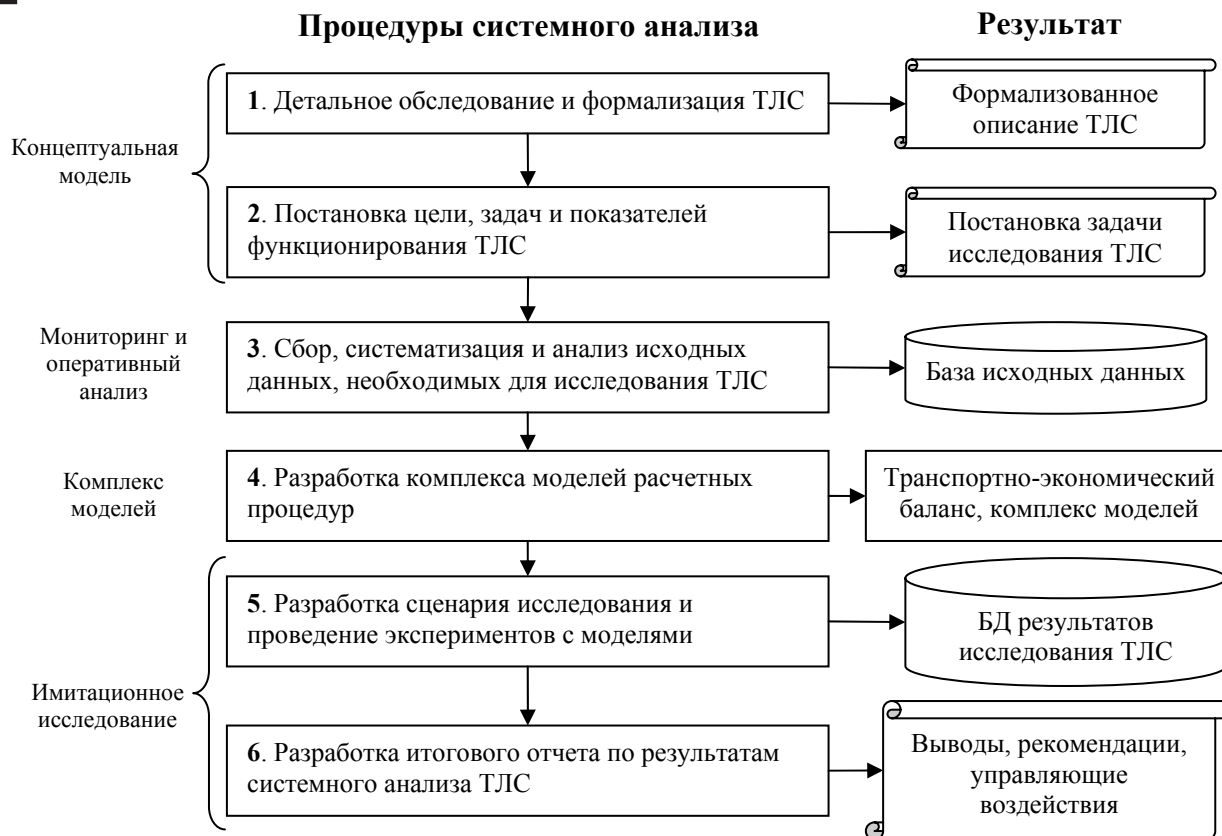 Процедуры системного анализа
Результат
Концептуальная
модель
1. Детальное обследование и формализация ТЛС
Формализованное
описание ТЛС
2. Постановка цели, задач и показателей
функционирования ТЛС
Постановка задачи
исследования ТЛС
Мониторинг и
оперативный
анализ
3. Сбор, систематизация и анализ исходных
данных, необходимых для исследования ТЛС
База исходных данных
Комплекс
моделей
4. Разработка комплекса моделей расчетных
процедур
Транспортно-экономический
баланс, комплекс моделей
Имитационное
исследование
5. Разработка сценария исследования и
проведение экспериментов с моделями
БД результатов
исследования ТЛС
6. Разработка итогового отчета по результатам
системного анализа ТЛС
Выводы, рекомендации,
управляющие
воздействия